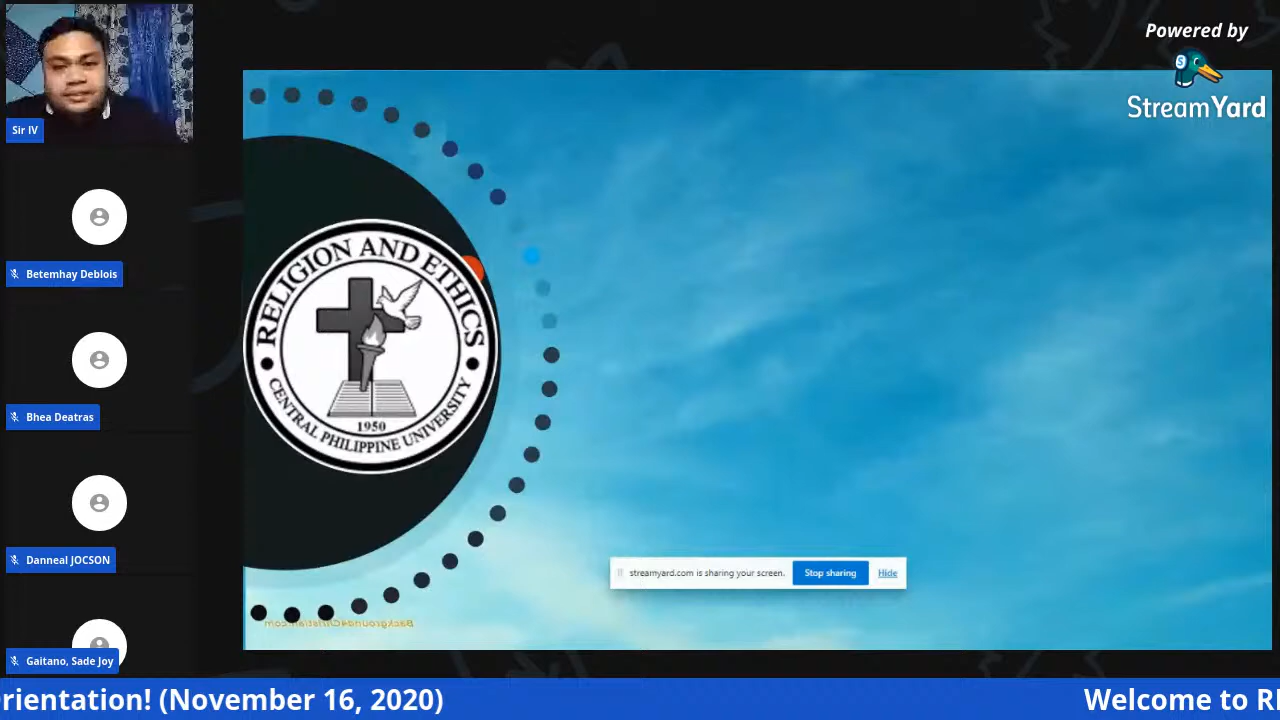 Powered by
S
StreamYard
Sir IV
Betemhay Deblois
Bhea Deatras
Danneal JOCSON
Gaitano, Sade Joy
RELIGION AND ETHICS
1950
CENTRAL PHILIPPINE UNIVERSITY
streamyard.com is sharing your screen.
Stop sharing
Hide
rientation! (November 16, 2020)
Welcome to R